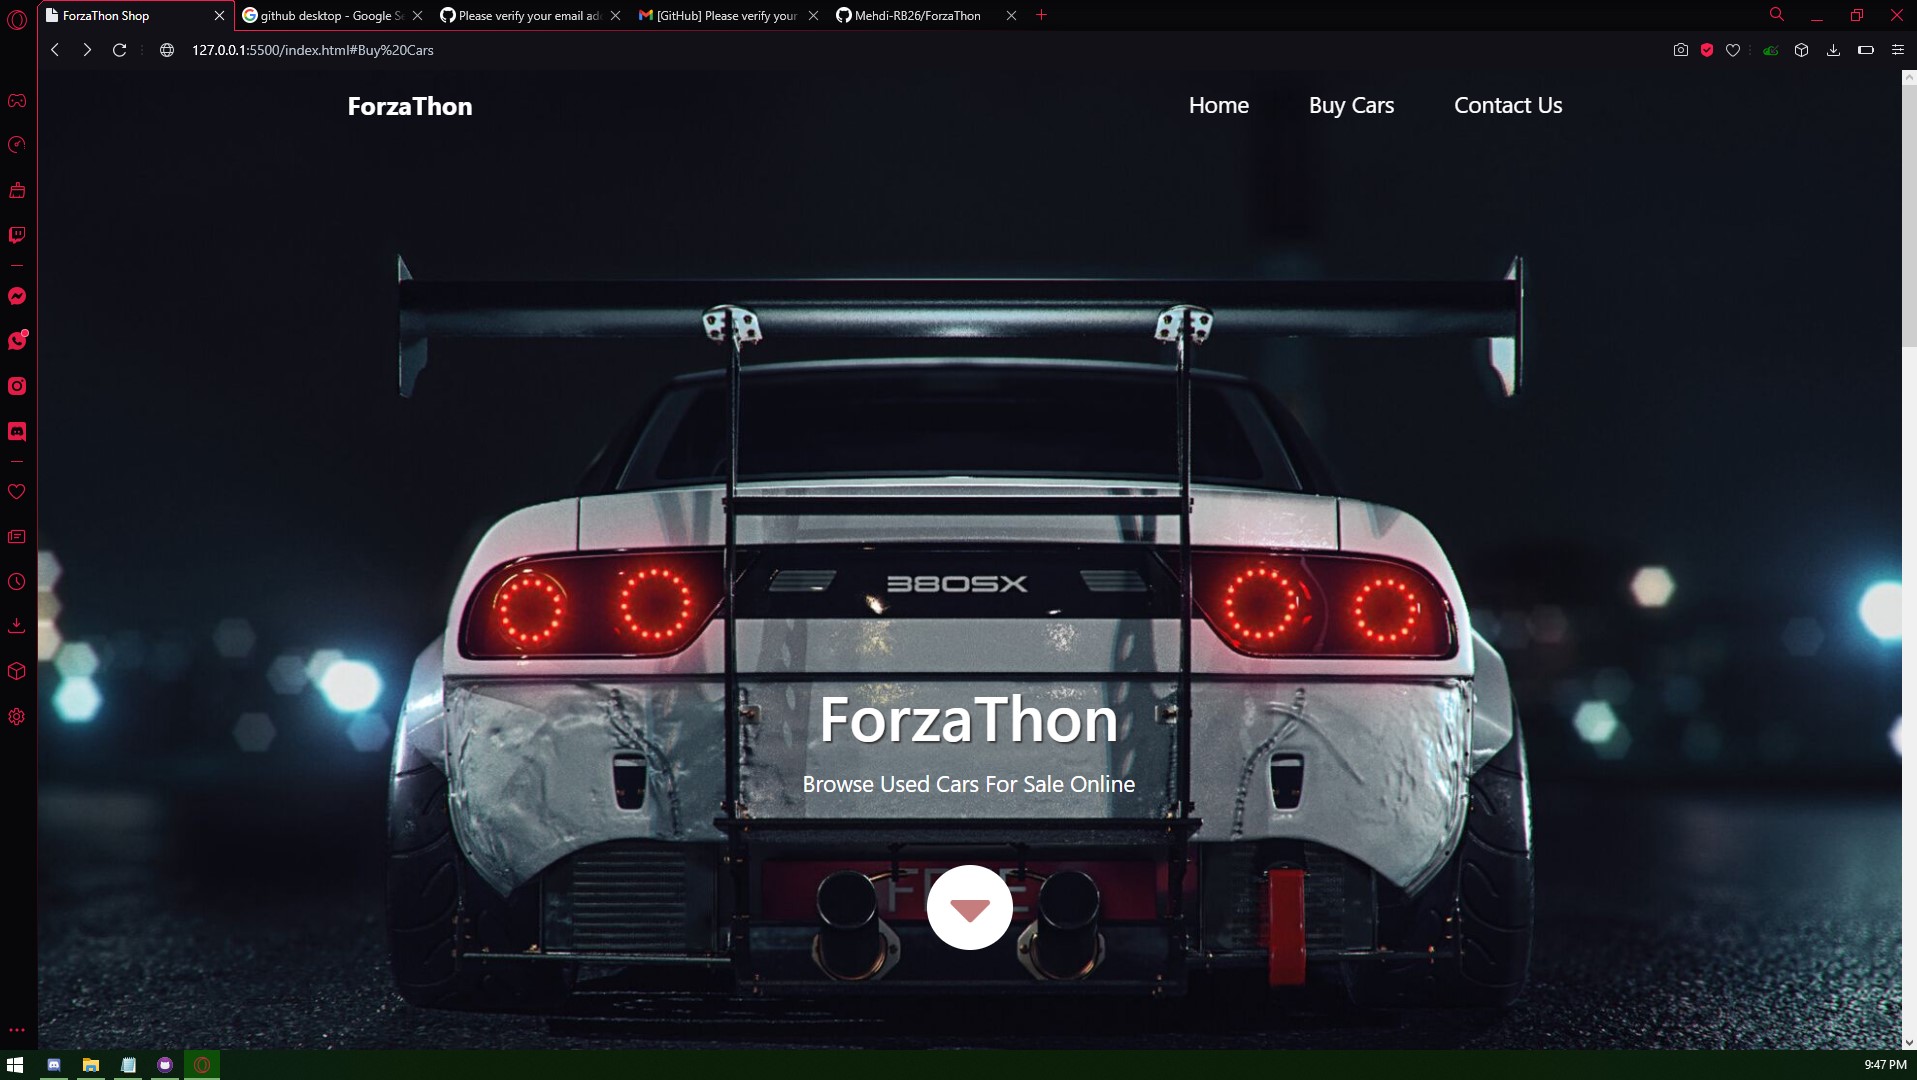 ForzaThon Shop
github desktop - Google Se
Please verify your email add
[GitHub] Please verify your
Mehdi-RB26/ForzaThon
127.0.0.1:5500/index.html#Buy%20Cars
ForzaThon
Home
Buy Cars
Contact Us
380SX
ForzaThon
Browse Used Cars For Sale Online
9:47 PM